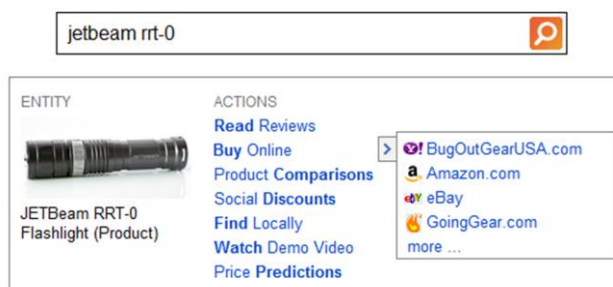 jetbeam rrt-0
ENTITY
JETBeam RRT-0
Flashlight (Product)
ACTIONS
Read Reviews
Buy Online
Product Comparisons
Social Discounts
Find Locally
Watch Demo Video
Price Predictions
BugOutGearUSA.com
Amazon.com
eBay
GoingGear.com
more ...